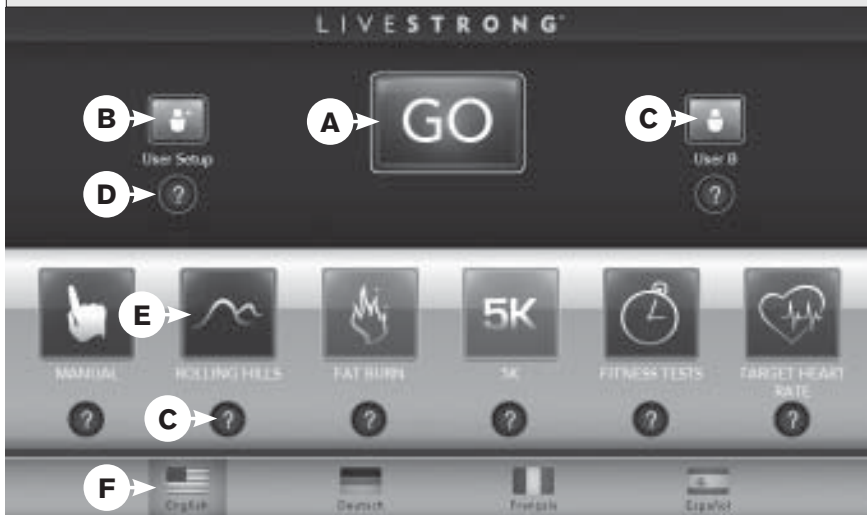 LIVESTRONG®
B
A
GO
C
User Setup
User B
D
?
?
E
5K
MANUAL
ROLLING HILLS
FAT BURN
5K
FITNESS TESTS
TARGET HEART
RATE
?
C
?
?
?
?
?
F
English
Deutsch
Français
Español